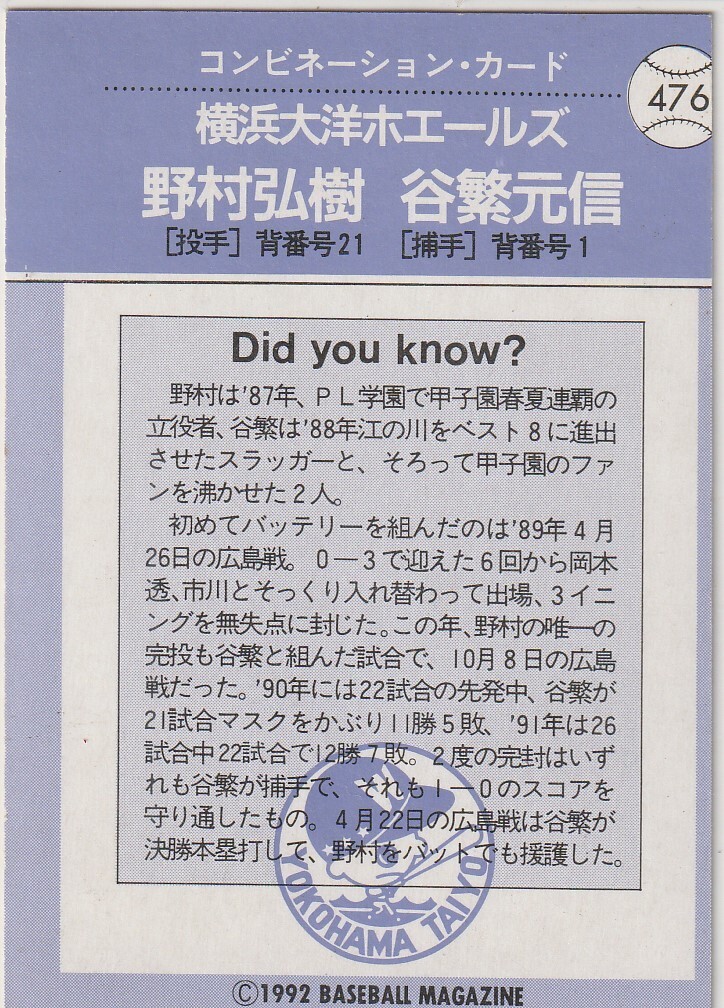 コンビネーション・カード
476
横浜大洋ホエールズ
野村弘樹 谷繁元信
[投手] 背番号21 [捕手] 背番号1
Did you know?
野村は'87年、ＰＬ学園で甲子園春夏連覇の
立役者、谷繁は'88年江の川をベスト8に進出
させたスラッガーと、そろって甲子園のファ
ンを沸かせた2人。
初めてバッテリーを組んだのは'89年4月
26日の広島戦。0－3で迎えた6回から岡本
透、市川とそっくり入れ替わって出場、3イニ
ングを無失点に封じた。この年、野村の唯一の
完投も谷繁と組んだ試合で、10月8日の広島
戦だった。'90年には22試合の先発中、谷繁が
21試合マスクをかぶり11勝5敗、'91年は26
試合中22試合で12勝7敗。2度の完封はいず
れも谷繁が捕手で、それも1－0のスコアを
守り通したもの。4月22日の広島戦は谷繁が
決勝本塁打して、野村をバットでも援護した。
YOKOHAMA TAIYO
©1992 BASEBALL MAGAZINE